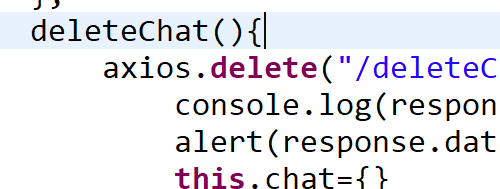 },
deleteChat(){
axios.delete("/deleteC
console.log(respon
alert(response.dat
this.chat={}